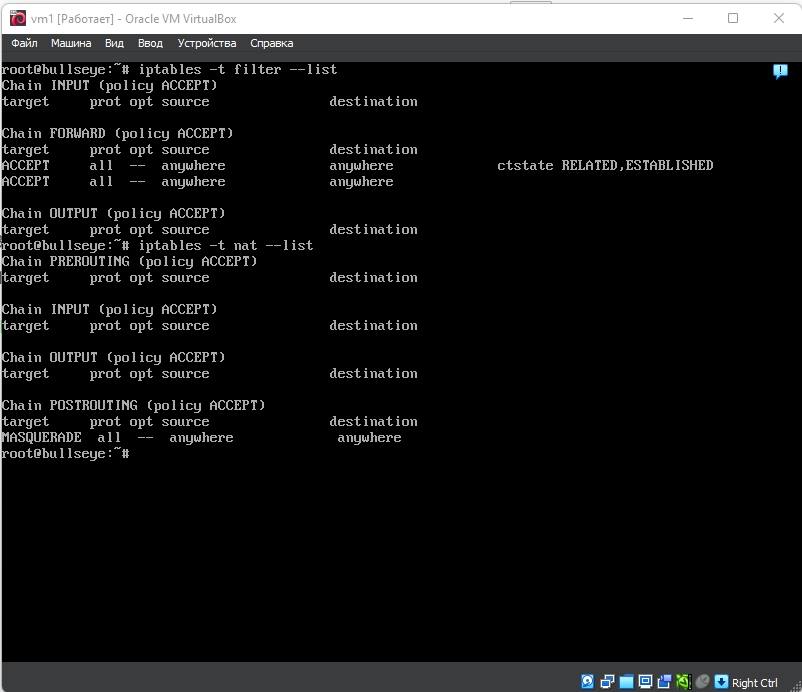 vm1 [Работает] - Oracle VM VirtualBox
Файл Машина Вид Ввод Устройства Справка
root@bullseye:~# iptables -t filter --list
Chain INPUT (policy ACCEPT)
target     prot opt source               destination

Chain FORWARD (policy ACCEPT)
target     prot opt source               destination
ACCEPT     all  --  anywhere             anywhere             ctstate RELATED,ESTABLISHED
ACCEPT     all  --  anywhere             anywhere

Chain OUTPUT (policy ACCEPT)
target     prot opt source               destination
root@bullseye:~# iptables -t nat --list
Chain PREROUTING (policy ACCEPT)
target     prot opt source               destination

Chain INPUT (policy ACCEPT)
target     prot opt source               destination

Chain OUTPUT (policy ACCEPT)
target     prot opt source               destination

Chain POSTROUTING (policy ACCEPT)
target     prot opt source               destination
MASQUERADE  all  --  anywhere             anywhere
root@bullseye:~#
Right Ctrl